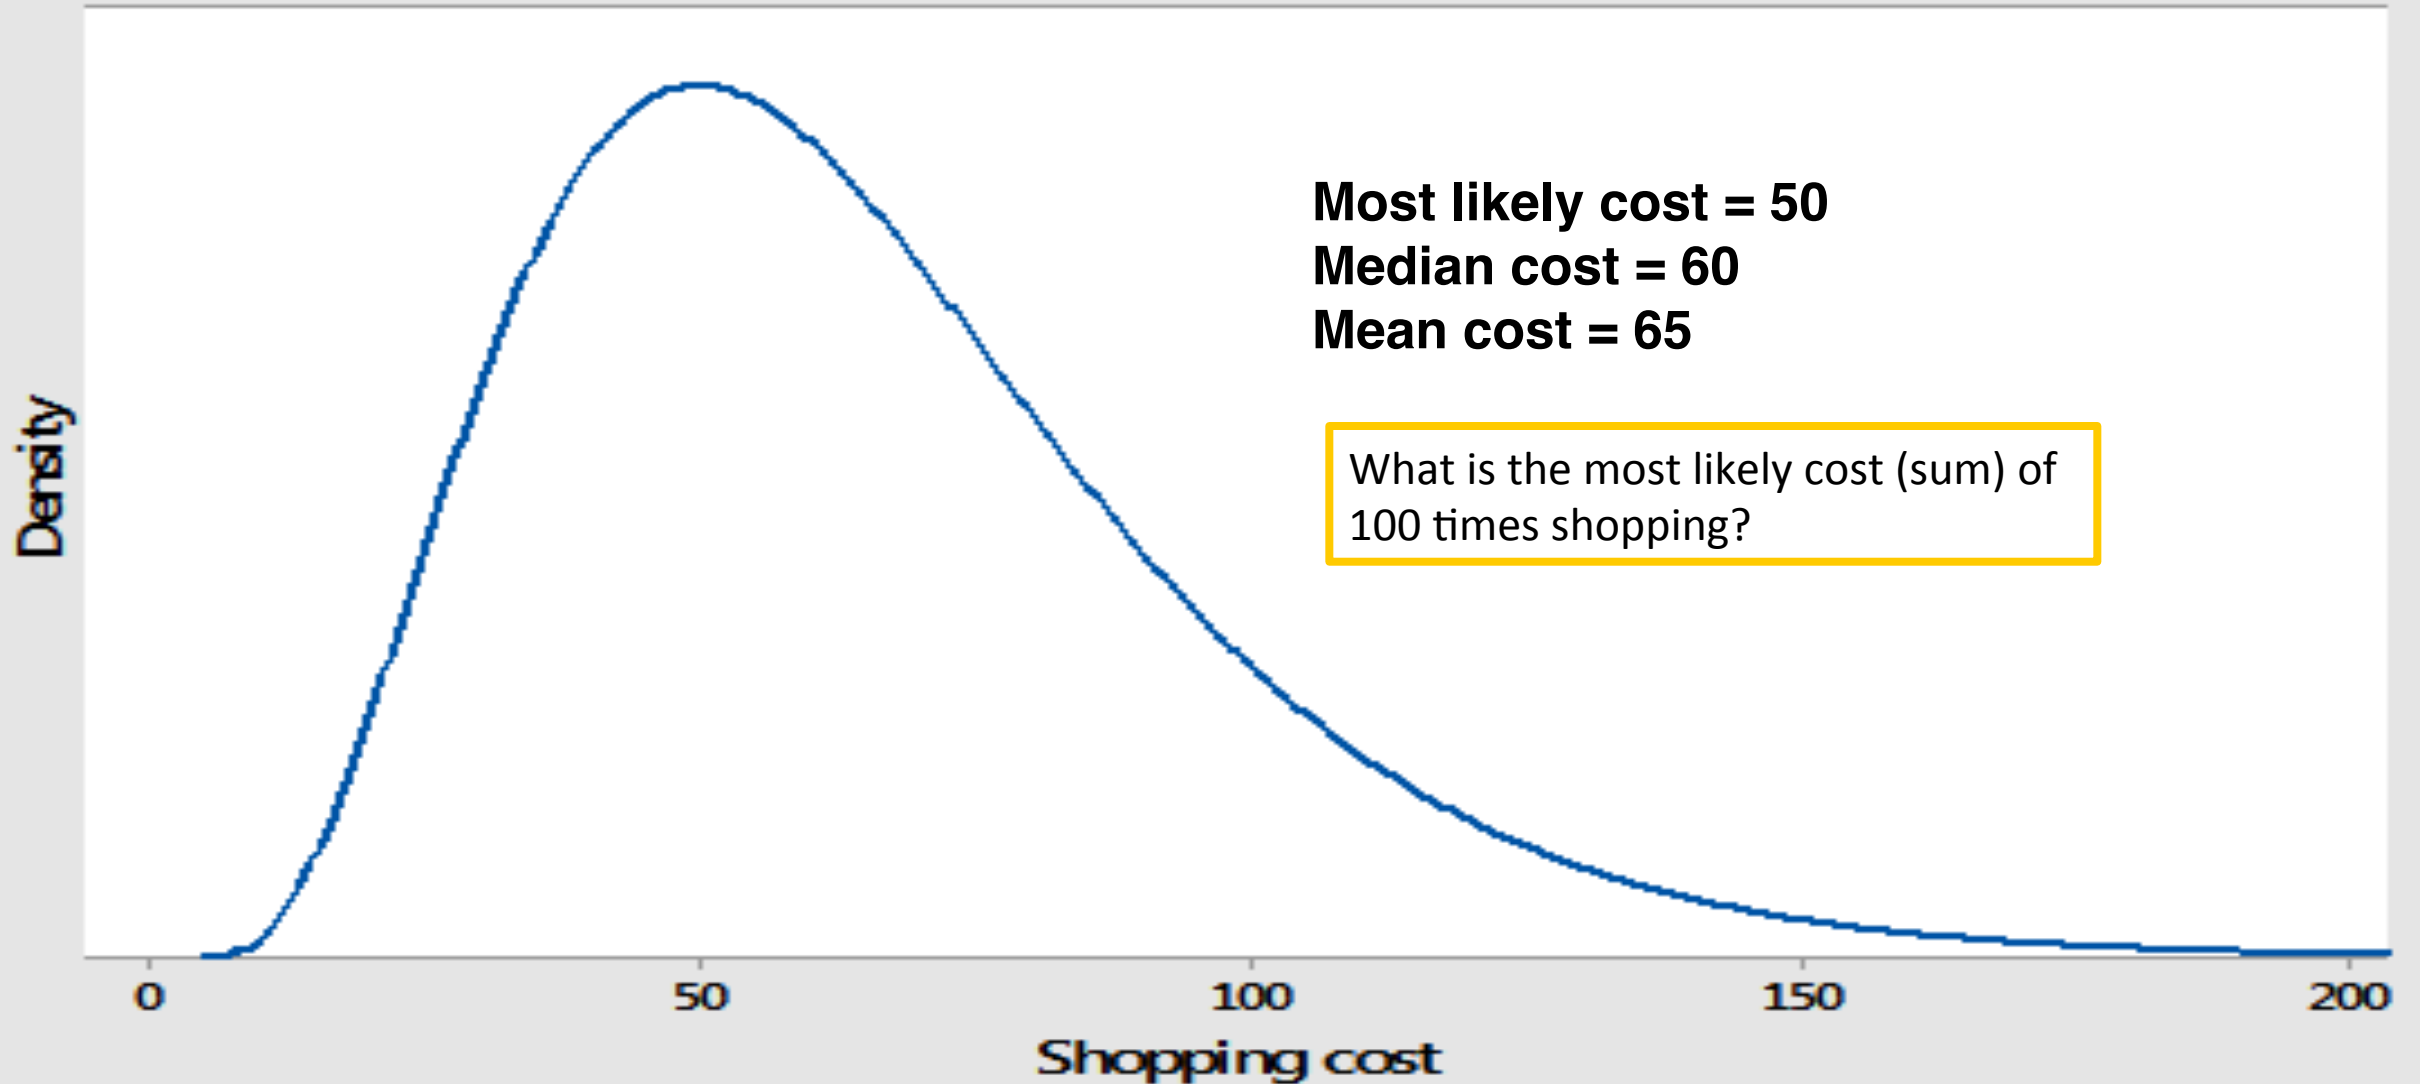 Most likely cost = 50
Median cost = 60
Mean cost = 65
What is the most likely cost (sum) of
100 times shopping?
Density
0 50 100 150 200
Shopping cost